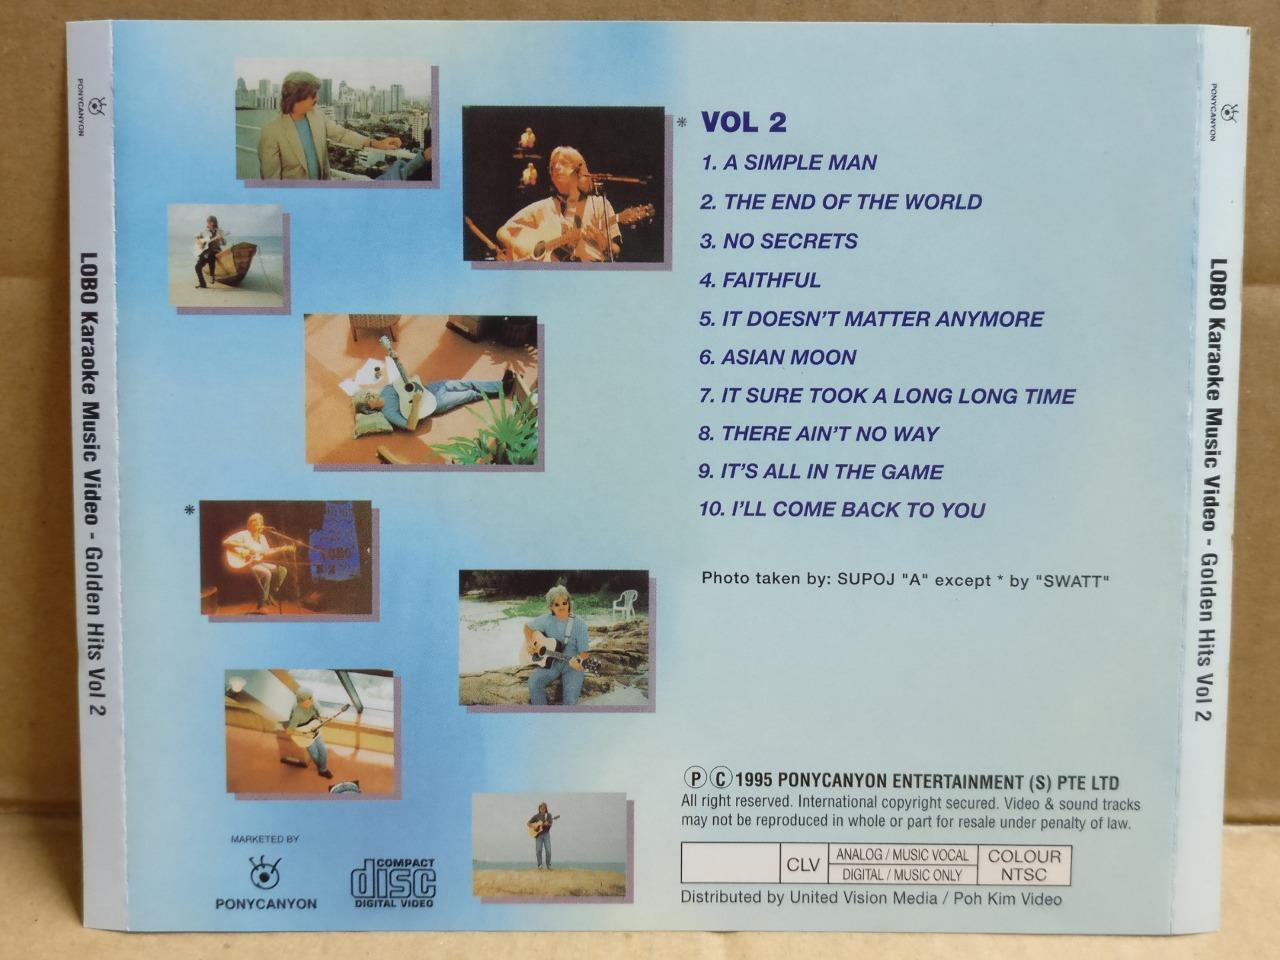 PONYCANYON
LOBO Karaoke Music Video - Golden Hits Vol 2
* VOL 2
1. A SIMPLE MAN
2. THE END OF THE WORLD
3. NO SECRETS
4. FAITHFUL
5. IT DOESN'T MATTER ANYMORE
6. ASIAN MOON
7. IT SURE TOOK A LONG LONG TIME
8. THERE AIN'T NO WAY
9. IT'S ALL IN THE GAME
10. I'LL COME BACK TO YOU
*
LOBO
Photo taken by: SUPOJ "A" except * by "SWATT"
Ⓟ Ⓒ 1995 PONYCANYON ENTERTAINMENT (S) PTE LTD
All right reserved. International copyright secured. Video & sound tracks
may not be reproduced in whole or part for resale under penalty of law.
CLV
ANALOG / MUSIC VOCAL
DIGITAL / MUSIC ONLY
COLOUR
NTSC
Distributed by United Vision Media / Poh Kim Video
MARKETED BY
PONYCANYON
COMPACT
disc
DIGITAL VIDEO
PONYCANYON
LOBO Karaoke Music Video - Golden Hits Vol 2